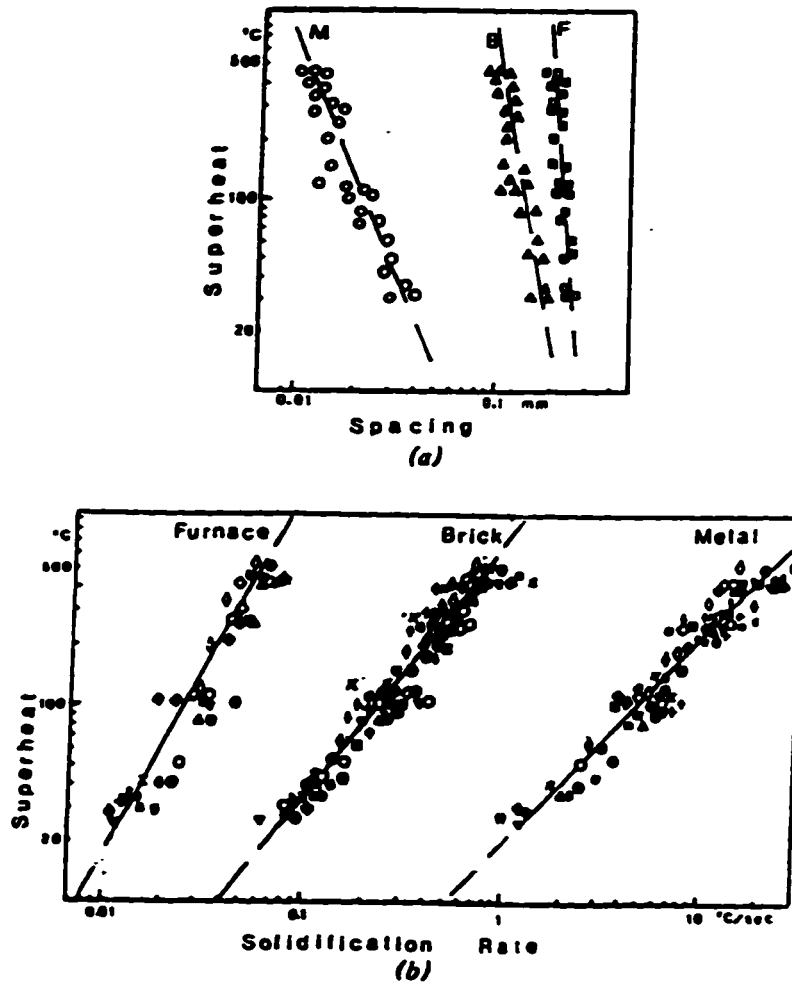 °C
M
B
F
500
100
20
Superheat
0.01
0.1 mm
Spacing
(a)
°C
Furnace
Brick
Metal
500
100
20
Superheat
0.01
0.1
1
10 °C/sec
Solidification Rate
(b)